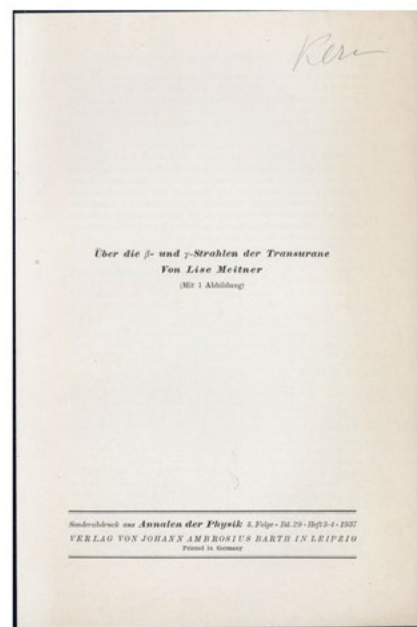 Kern
Über die β- und γ-Strahlen der Transurane
Von Lise Meitner
(Mit 1 Abbildung)
Sonderabdruck aus Annalen der Physik 5. Folge • Bd. 29 • Heft 3-4 • 1937
VERLAG VON JOHANN AMBROSIUS BARTH IN LEIPZIG
Printed in Germany